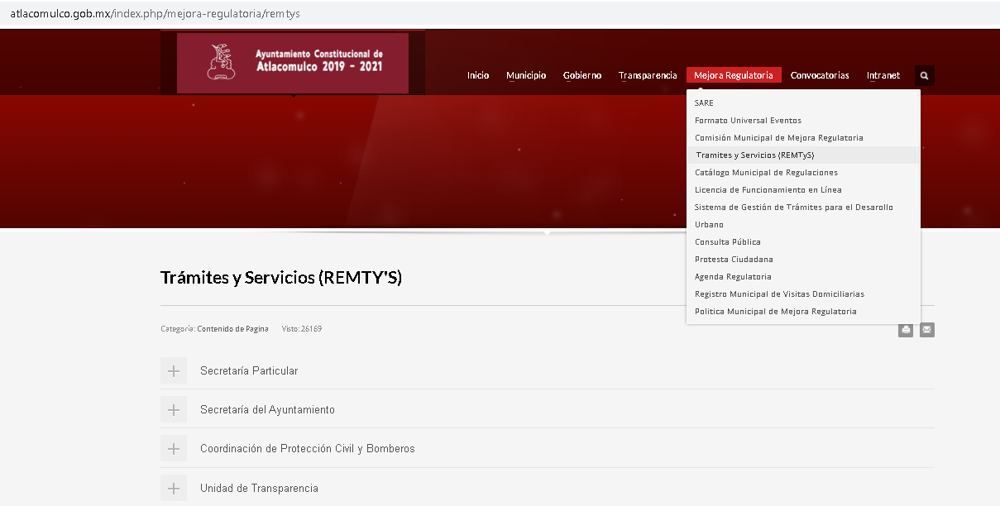 atlacomulco.gob.mx/index.php/mejora-regulatoria/remtys
Ayuntamiento Constitucional de
Atlacomulco 2019 - 2021
Inicio Municipio Gobierno Transparencia Mejora Regulatoria Convocatorias Intranet
SARE
Formato Universal Eventos
Comisión Municipal de Mejora Regulatoria
Tramites y Servicios (REMTyS)
Catálogo Municipal de Regulaciones
Licencia de Funcionamiento en Línea
Sistema de Gestión de Trámites para el Desarollo
Urbano
Consulta Pública
Protesta Ciudadana
Agenda Regulatoria
Registro Municipal de Visitas Domiciliarias
Politica Municipal de Mejora Regulatoria
Trámites y Servicios (REMTY'S)
Categoría: Contenido de Pagina Visto: 26169
Secretaría Particular
Secretaría del Ayuntamiento
Coordinación de Protección Civil y Bomberos
Unidad de Transparencia